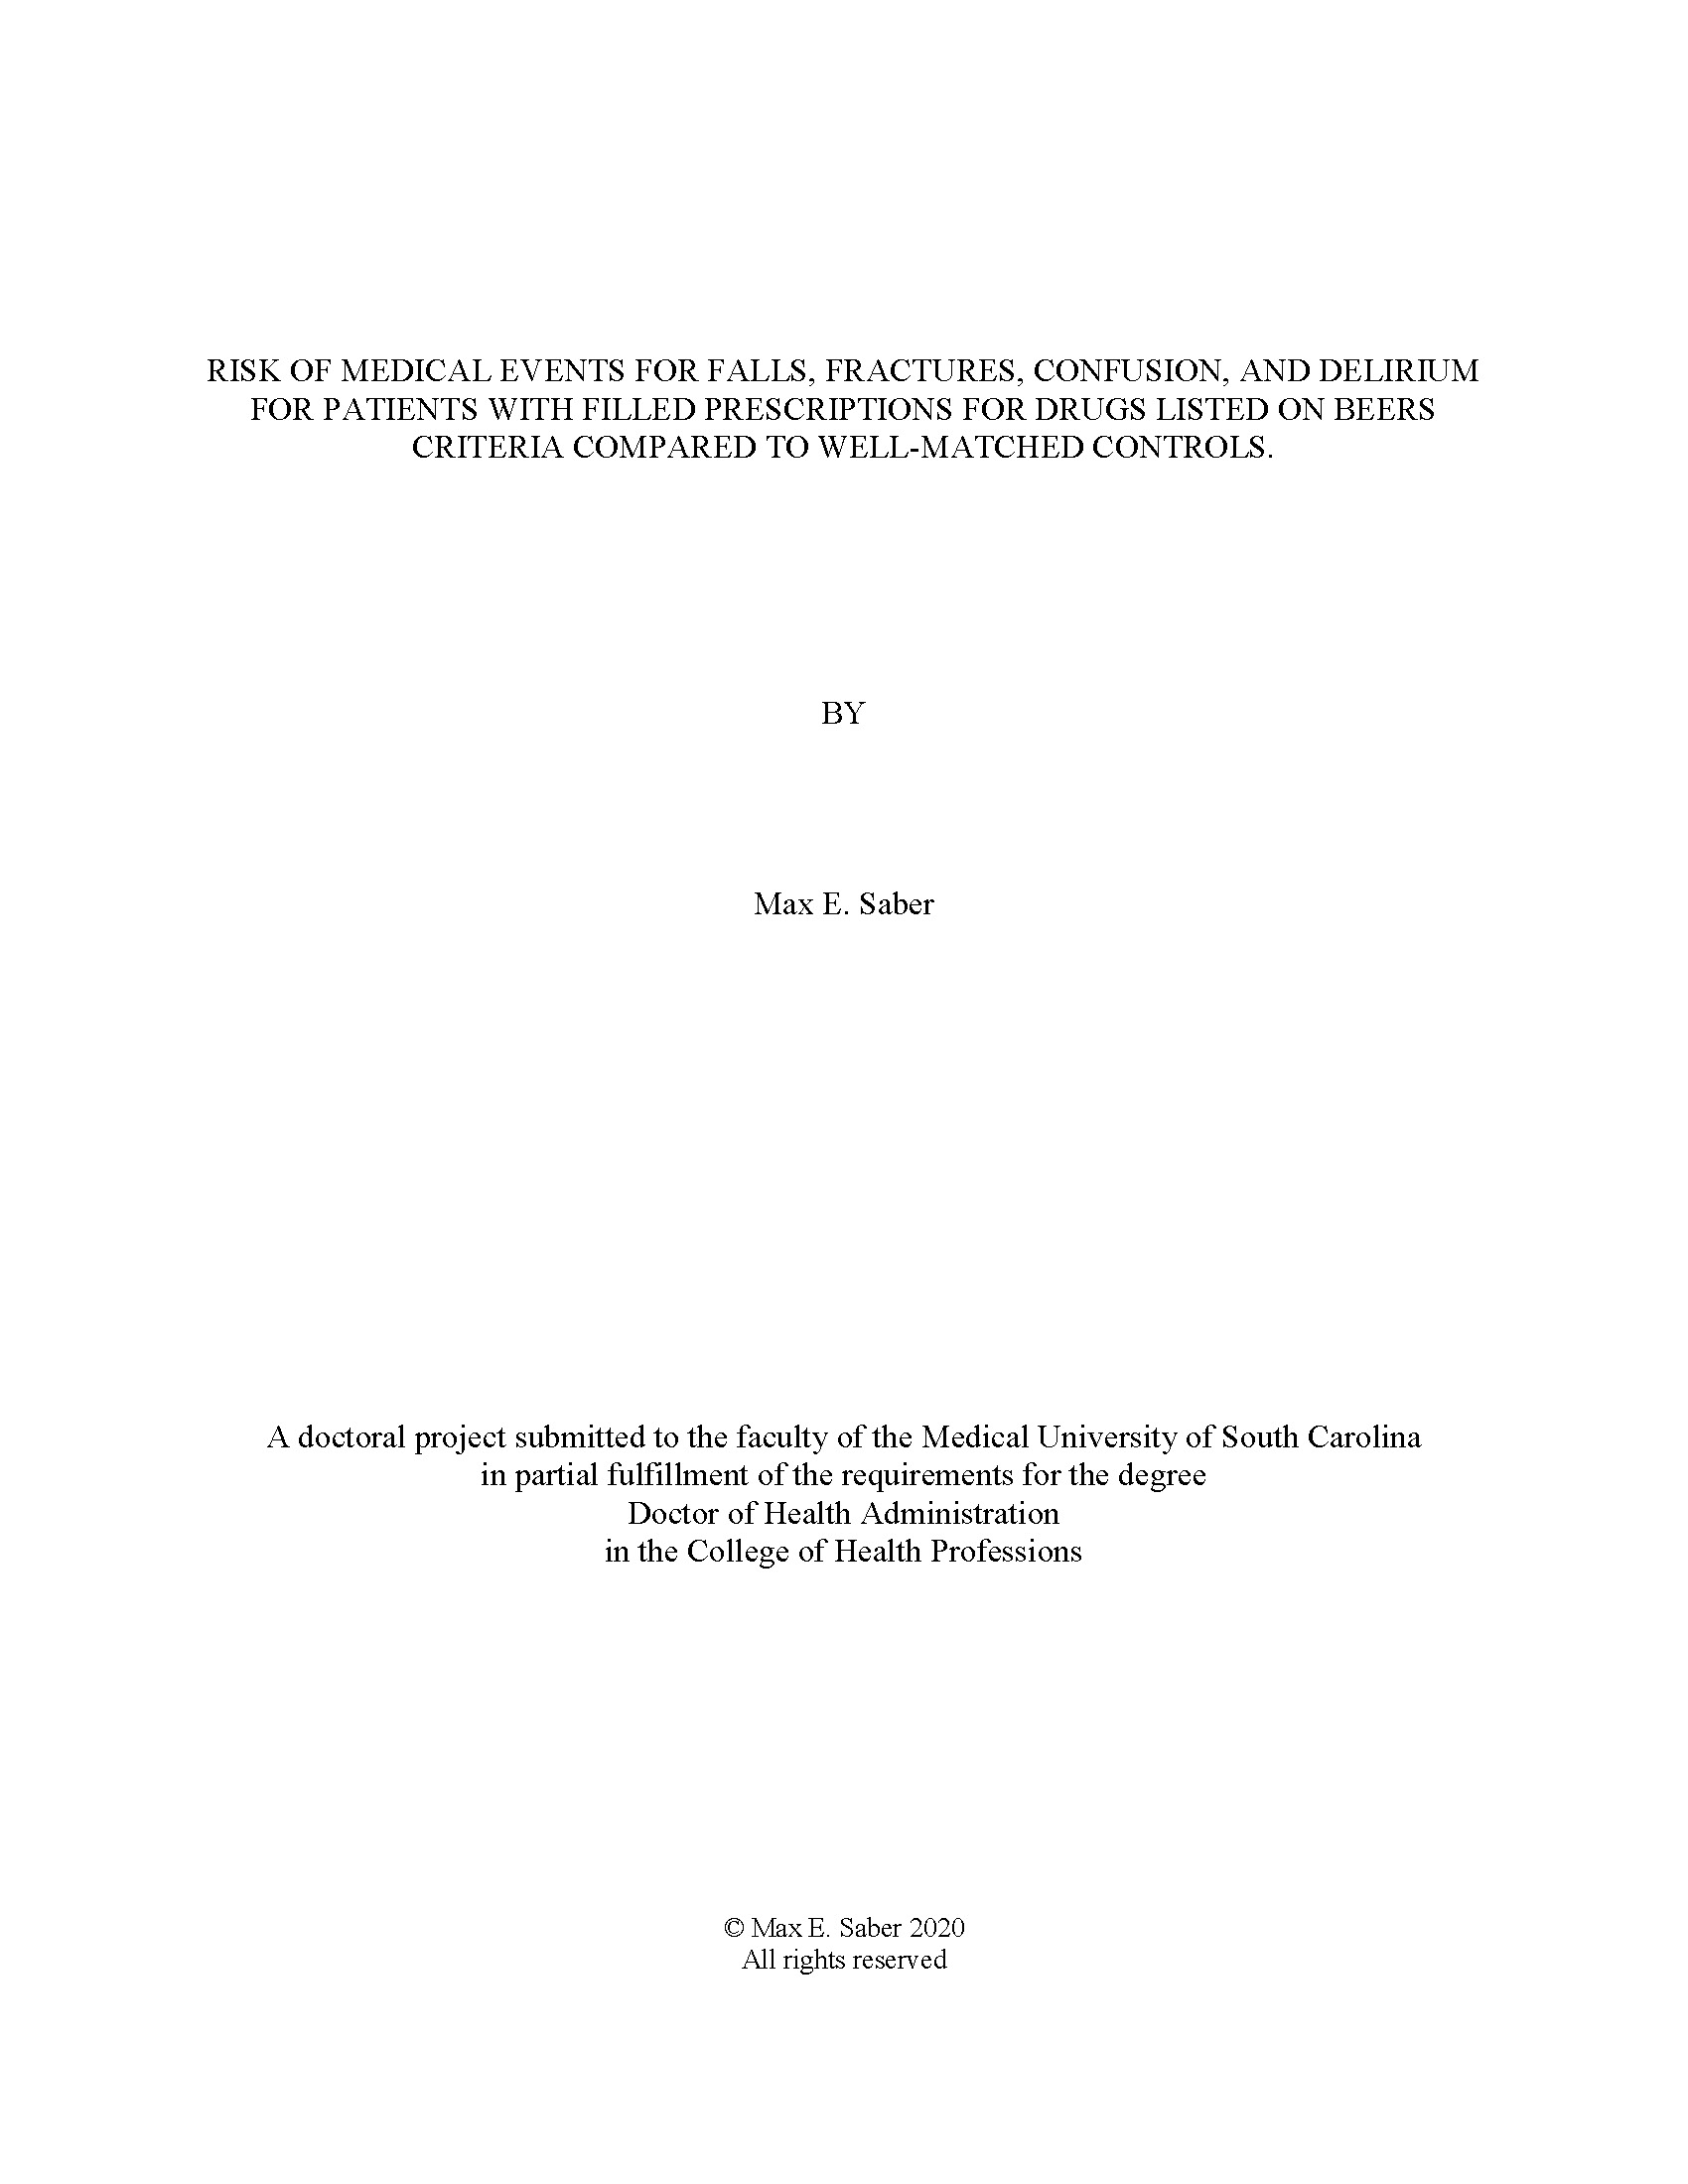 RISK OF MEDICAL EVENTS FOR FALLS, FRACTURES, CONFUSION, AND DELIRIUM
FOR PATIENTS WITH FILLED PRESCRIPTIONS FOR DRUGS LISTED ON BEERS
CRITERIA COMPARED TO WELL-MATCHED CONTROLS.
BY
Max E. Saber
A doctoral project submitted to the faculty of the Medical University of South Carolina
in partial fulfillment of the requirements for the degree
Doctor of Health Administration
in the College of Health Professions
© Max E. Saber 2020
All rights reserved